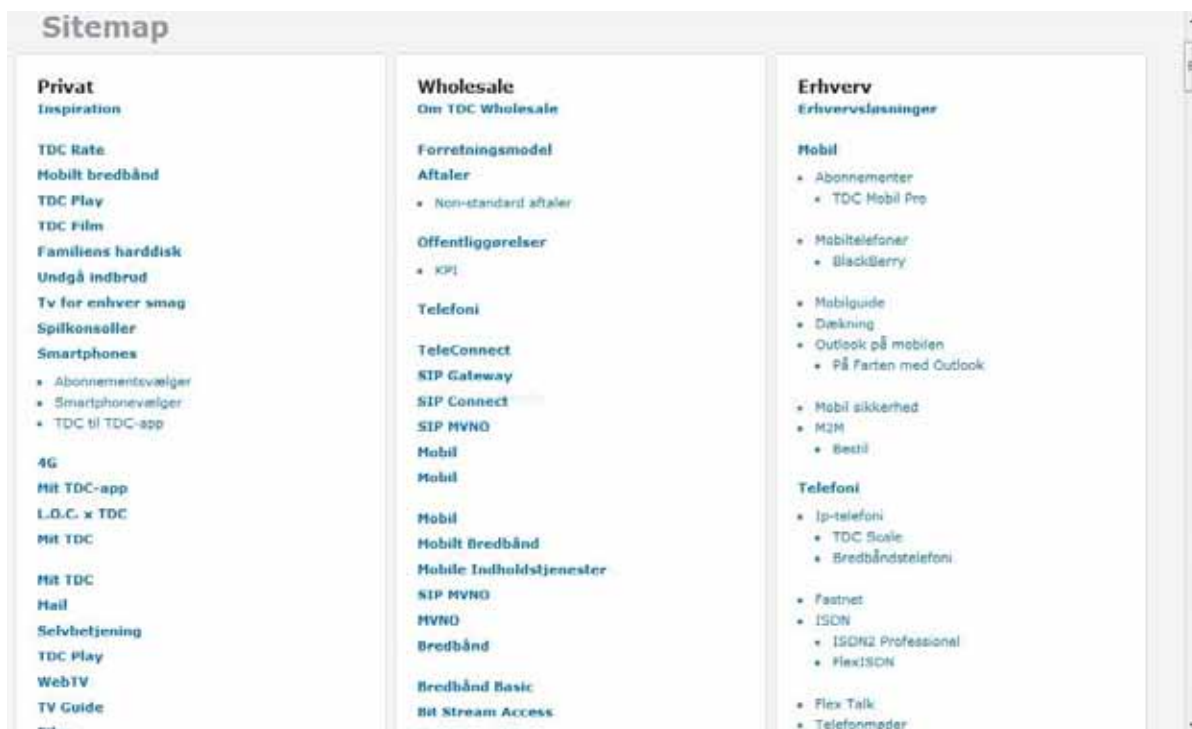 Sitemap
Privat
Inspiration
TDC Rate
Mobilt bredbånd
TDC Play
TDC Film
Familiens harddisk
Undgå indbrud
Tv for enhver smag
Spilkonsoller
Smartphones
Abonnementsvælger
Smartphonevælger
TDC til TDC-app
4G
Mit TDC-app
L.O.C. x TDC
Mit TDC
Mit TDC
Mail
Selvbetjening
TDC Play
WebTV
TV Guide
Wholesale
Om TDC Wholesale
Forretningsmodel
Aftaler
Non-standard aftaler
Offentliggørelser
KPI
Telefoni
TeleConnect
SIP Gateway
SIP Connect
SIP MVNO
Mobil
Mobil
Mobil
Mobilt Bredbånd
Mobile Indholdstjenester
SIP MVNO
MVNO
Bredbånd
Bredbånd Basic
Bit Stream Access
Erhverv
Erhvervsløsninger
Mobil
Abonnementer
TDC Mobil Pro
Mobiltelefoner
BlackBerry
Mobilguide
Dækning
Outlook på mobilen
På Farten med Outlook
Mobil sikkerhed
M2M
Bestil
Telefoni
Ip-telefoni
TDC Scale
Bredbåndstelefoni
Fastnet
ISDN
ISDN2 Professional
FlexISDN
Flex Talk
Telefonmøder